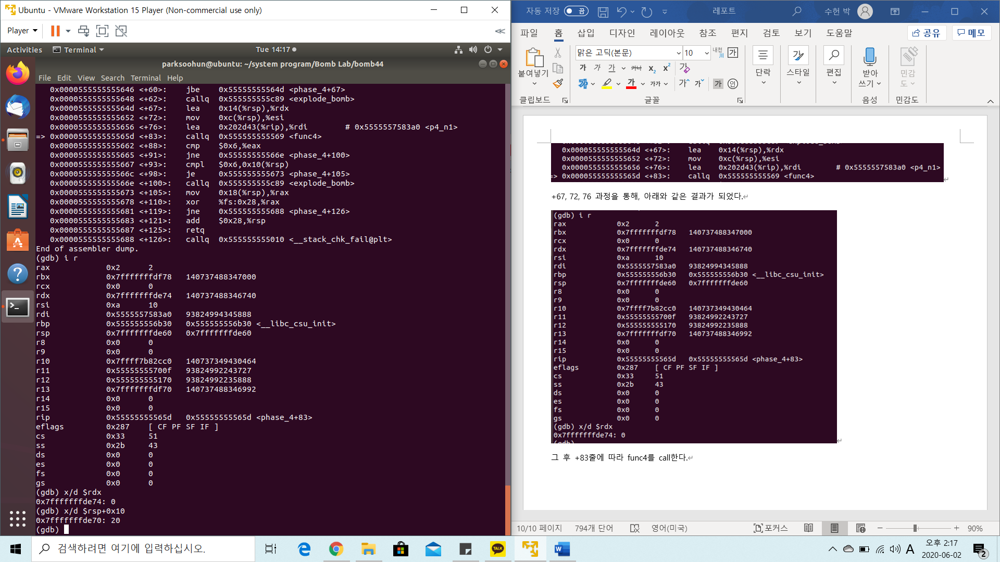 Ubuntu - VMware Workstation 15 Player (Non-commercial use only)
Player
Activities
Terminal
Tue 14:17
parksoohun@ubuntu: ~/system program/Bomb Lab/bomb44
File Edit View Search Terminal Help
0x0000555555555646 <+60>: jbe 0x55555555564d <phase_4+67>
0x0000555555555648 <+62>: callq 0x555555555c89 <explode_bomb>
0x000055555555564d <+67>: lea 0x14(%rsp),%rdx
0x0000555555555652 <+72>: mov 0xc(%rsp),%esi
0x0000555555555656 <+76>: lea 0x202d43(%rip),%rdi # 0x5555557583a0 <p4_n1>
=> 0x000055555555565d <+83>: callq 0x555555555569 <func4>
0x0000555555555662 <+88>: cmp $0x6,%eax
0x0000555555555665 <+91>: jne 0x55555555566e <phase_4+100>
0x0000555555555667 <+93>: cmpl $0x6,0x10(%rsp)
0x000055555555566c <+98>: je 0x555555555673 <phase_4+105>
0x000055555555566e <+100>: callq 0x555555555c89 <explode_bomb>
0x0000555555555673 <+105>: mov 0x18(%rsp),%rax
0x0000555555555678 <+110>: xor %fs:0x28,%rax
0x0000555555555681 <+119>: jne 0x555555555688 <phase_4+126>
0x0000555555555683 <+121>: add $0x28,%rsp
0x0000555555555687 <+125>: retq
0x0000555555555688 <+126>: callq 0x555555555010 <__stack_chk_fail@plt>
End of assembler dump.
(gdb) i r
rax 0x2 2
rbx 0x7fffffffdf78 140737488347000
rcx 0x0 0
rdx 0x7fffffffde74 140737488346740
rsi 0xa 10
rdi 0x5555557583a0 93824994345888
rbp 0x555555556b30 0x555555556b30 <__libc_csu_init>
rsp 0x7fffffffde60 0x7fffffffde60
r8 0x0 0
r9 0x0 0
r10 0x7ffff7b82cc0 140737349430464
r11 0x55555555700f 93824992243727
r12 0x555555555170 93824992235888
r13 0x7fffffffdf70 140737488346992
r14 0x0 0
r15 0x0 0
rip 0x55555555565d 0x55555555565d <phase_4+83>
eflags 0x287 [ CF PF SF IF ]
cs 0x33 51
ss 0x2b 43
ds 0x0 0
es 0x0 0
fs 0x0 0
gs 0x0 0
(gdb) x/d $rdx
0x7fffffffde74: 0
(gdb) x/d $rsp+0x10
0x7fffffffde70: 20
(gdb)
자동 저장 끔
레포트
수헌 박
파일 홈 삽입 디자인 레이아웃 참조 편지 검토 보기 도움말
공유 메모
붙여넣기
맑은 고딕(본문) 10
단락 스타일 편집 받아쓰기 민감도
클립보드 글꼴 음성 민감도
0x000055555555564d <+67>: lea 0x14(%rsp),%rdx
0x0000555555555652 <+72>: mov 0xc(%rsp),%esi
0x0000555555555656 <+76>: lea 0x202d43(%rip),%rdi # 0x5555557583a0 <p4_n1>
=> 0x000055555555565d <+83>: callq 0x555555555569 <func4>
+67, 72, 76 과정을 통해, 아래와 같은 결과가 되었다.
(gdb) i r
rax 0x2 2
rbx 0x7fffffffdf78 140737488347000
rcx 0x0 0
rdx 0x7fffffffde74 140737488346740
rsi 0xa 10
rdi 0x5555557583a0 93824994345888
rbp 0x555555556b30 0x555555556b30 <__libc_csu_init>
rsp 0x7fffffffde60 0x7fffffffde60
r8 0x0 0
r9 0x0 0
r10 0x7ffff7b82cc0 140737349430464
r11 0x55555555700f 93824992243727
r12 0x555555555170 93824992235888
r13 0x7fffffffdf70 140737488346992
r14 0x0 0
r15 0x0 0
rip 0x55555555565d 0x55555555565d <phase_4+83>
eflags 0x287 [ CF PF SF IF ]
cs 0x33 51
ss 0x2b 43
ds 0x0 0
es 0x0 0
fs 0x0 0
gs 0x0 0
(gdb) x/d $rdx
0x7fffffffde74: 0
그 후 +83줄에 따라 func4를 call한다.
10/10 페이지 794개 단어 영어(미국) 포커스 90%
검색하려면 여기에 입력하십시오.
TALK
A
오후 2:17
2020-06-02
2